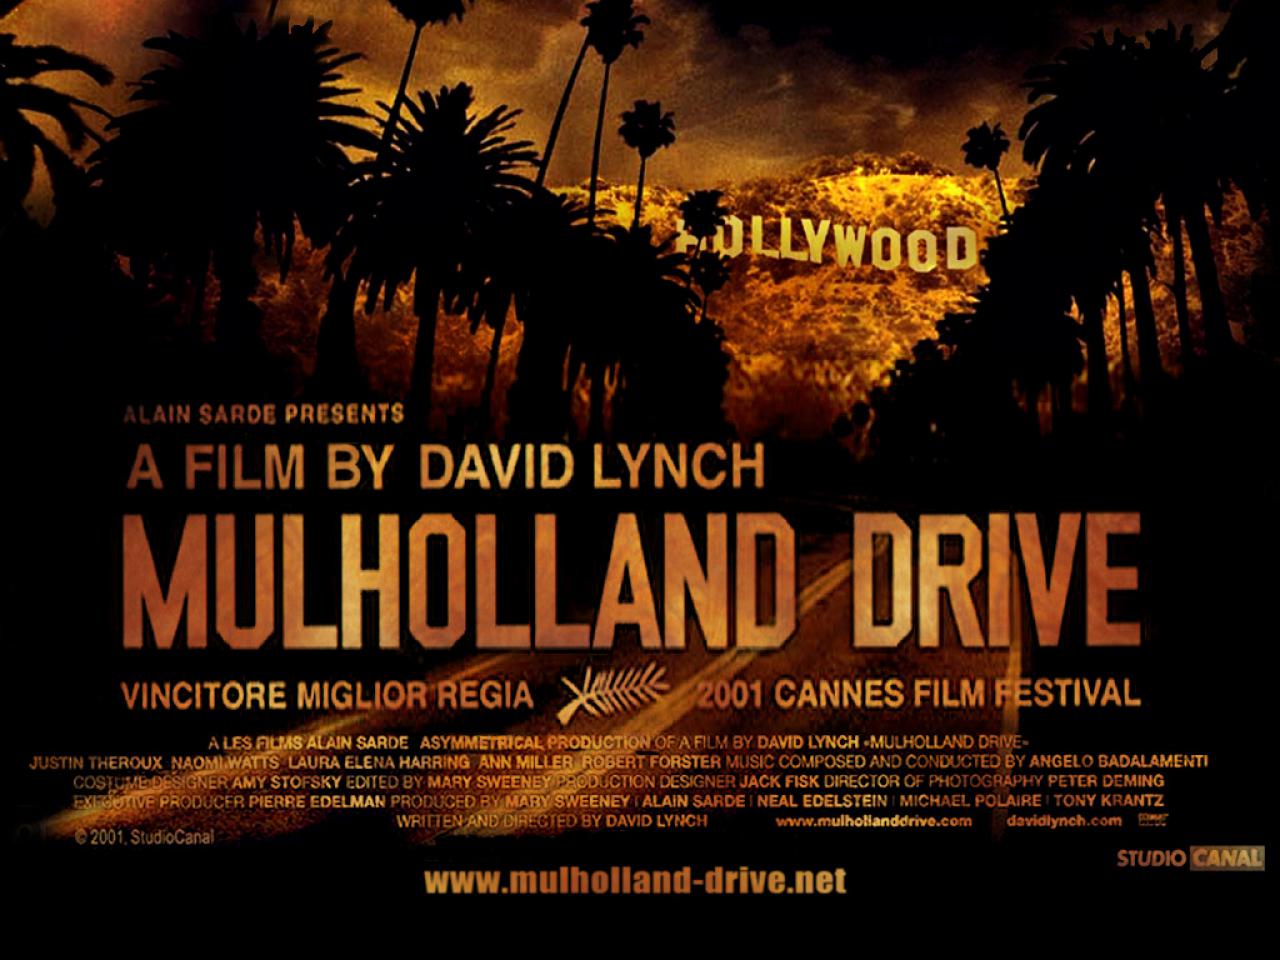 HOLLYWOOD
ALAIN SARDE PRESENTS
A FILM BY DAVID LYNCH
MULHOLLAND DRIVE
VINCITORE MIGLIOR REGIA 2001 CANNES FILM FESTIVAL
A LES FILMS ALAIN SARDE ASYMMETRICAL PRODUCTION OF A FILM BY DAVID LYNCH «MULHOLLAND DRIVE»
JUSTIN THEROUX NAOMI WATTS LAURA ELENA HARRING ANN MILLER ROBERT FORSTER MUSIC COMPOSED AND CONDUCTED BY ANGELO BADALAMENTI
COSTUME DESIGNER AMY STOFSKY EDITED BY MARY SWEENEY PRODUCTION DESIGNER JACK FISK DIRECTOR OF PHOTOGRAPHY PETER DEMING
EXECUTIVE PRODUCER PIERRE EDELMAN PRODUCED BY MARY SWEENEY | ALAIN SARDE | NEAL EDELSTEIN | MICHAEL POLAIRE | TONY KRANTZ
WRITTEN AND DIRECTED BY DAVID LYNCH www.mulhollanddrive.com davidlynch.com
© 2001, StudioCanal
STUDIO CANAL
www.mulholland-drive.net